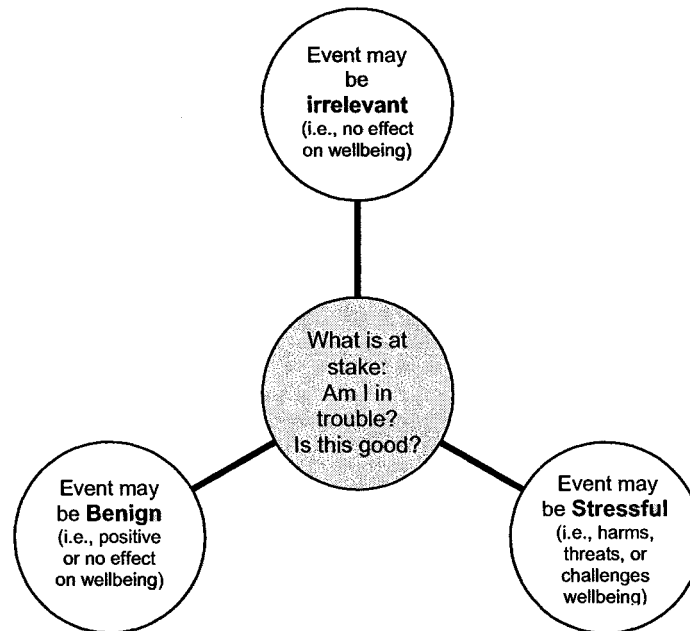 Event may
be
irrelevant
(i.e., no effect
on wellbeing)
What is at
stake:
Am I in
trouble?
Is this good?
Event may
be Benign
(i.e., positive
or no effect
on wellbeing)
Event may
be Stressful
(i.e., harms,
threats, or
challenges
wellbeing)